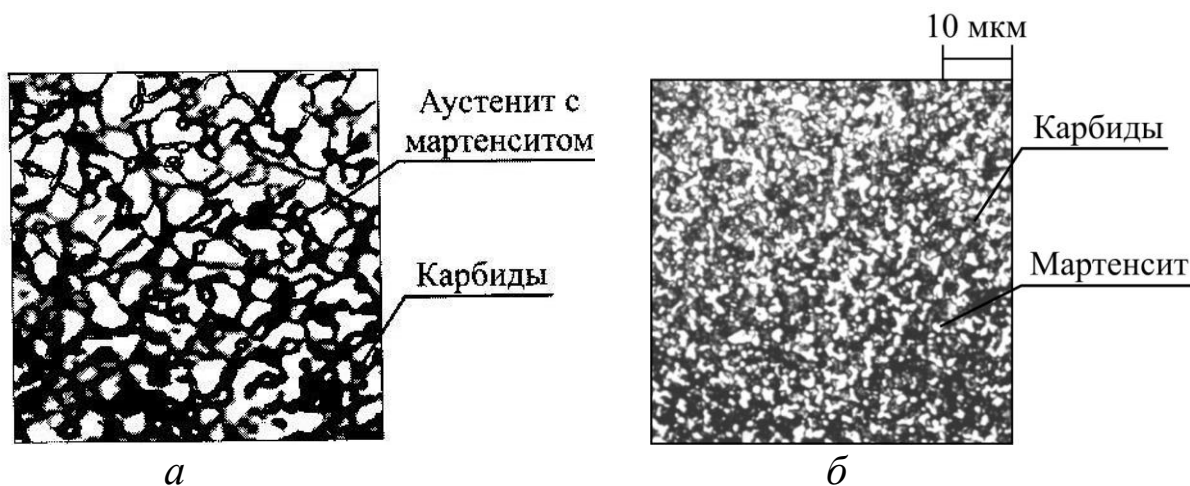 10 мкм
Аустенит с
мартенситом
Карбиды
Карбиды
Мартенсит
а
б